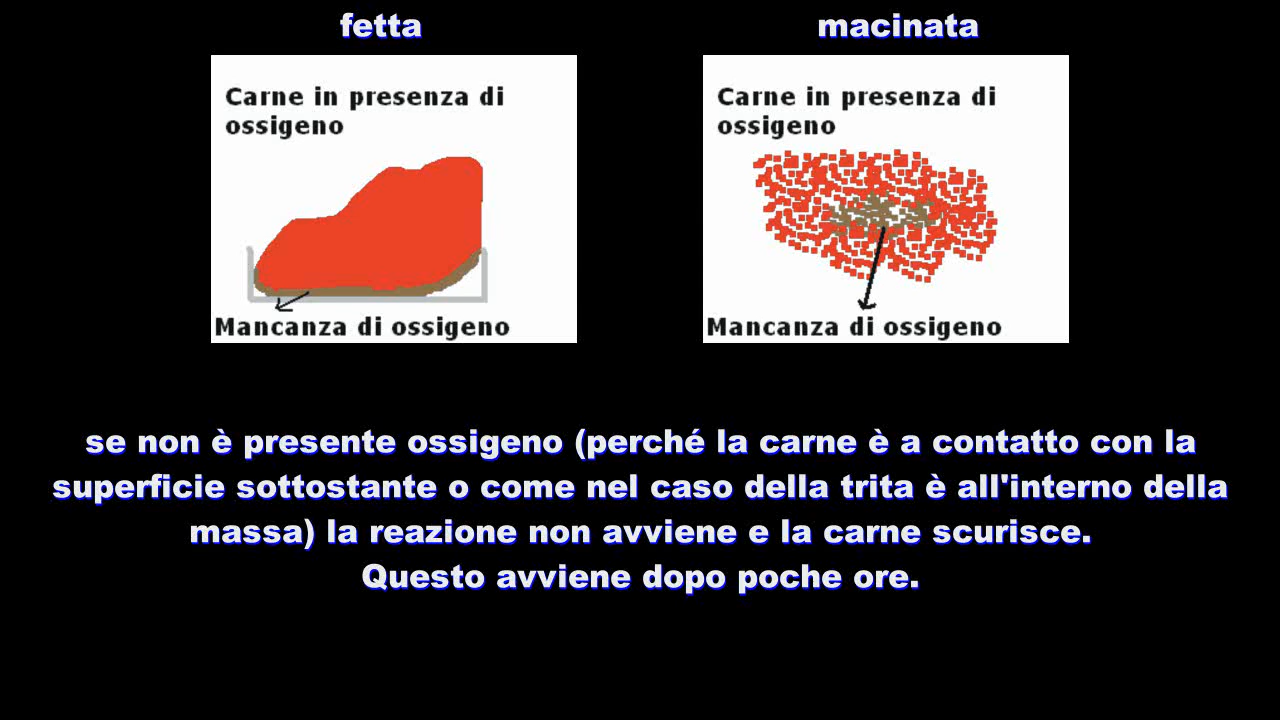 fetta
macinata
Carne in presenza di
ossigeno
Mancanza di ossigeno
Carne in presenza di
ossigeno
Mancanza di ossigeno
se non è presente ossigeno (perché la carne è a contatto con la
superficie sottostante o come nel caso della trita è all'interno della
massa) la reazione non avviene e la carne scurisce.
Questo avviene dopo poche ore.